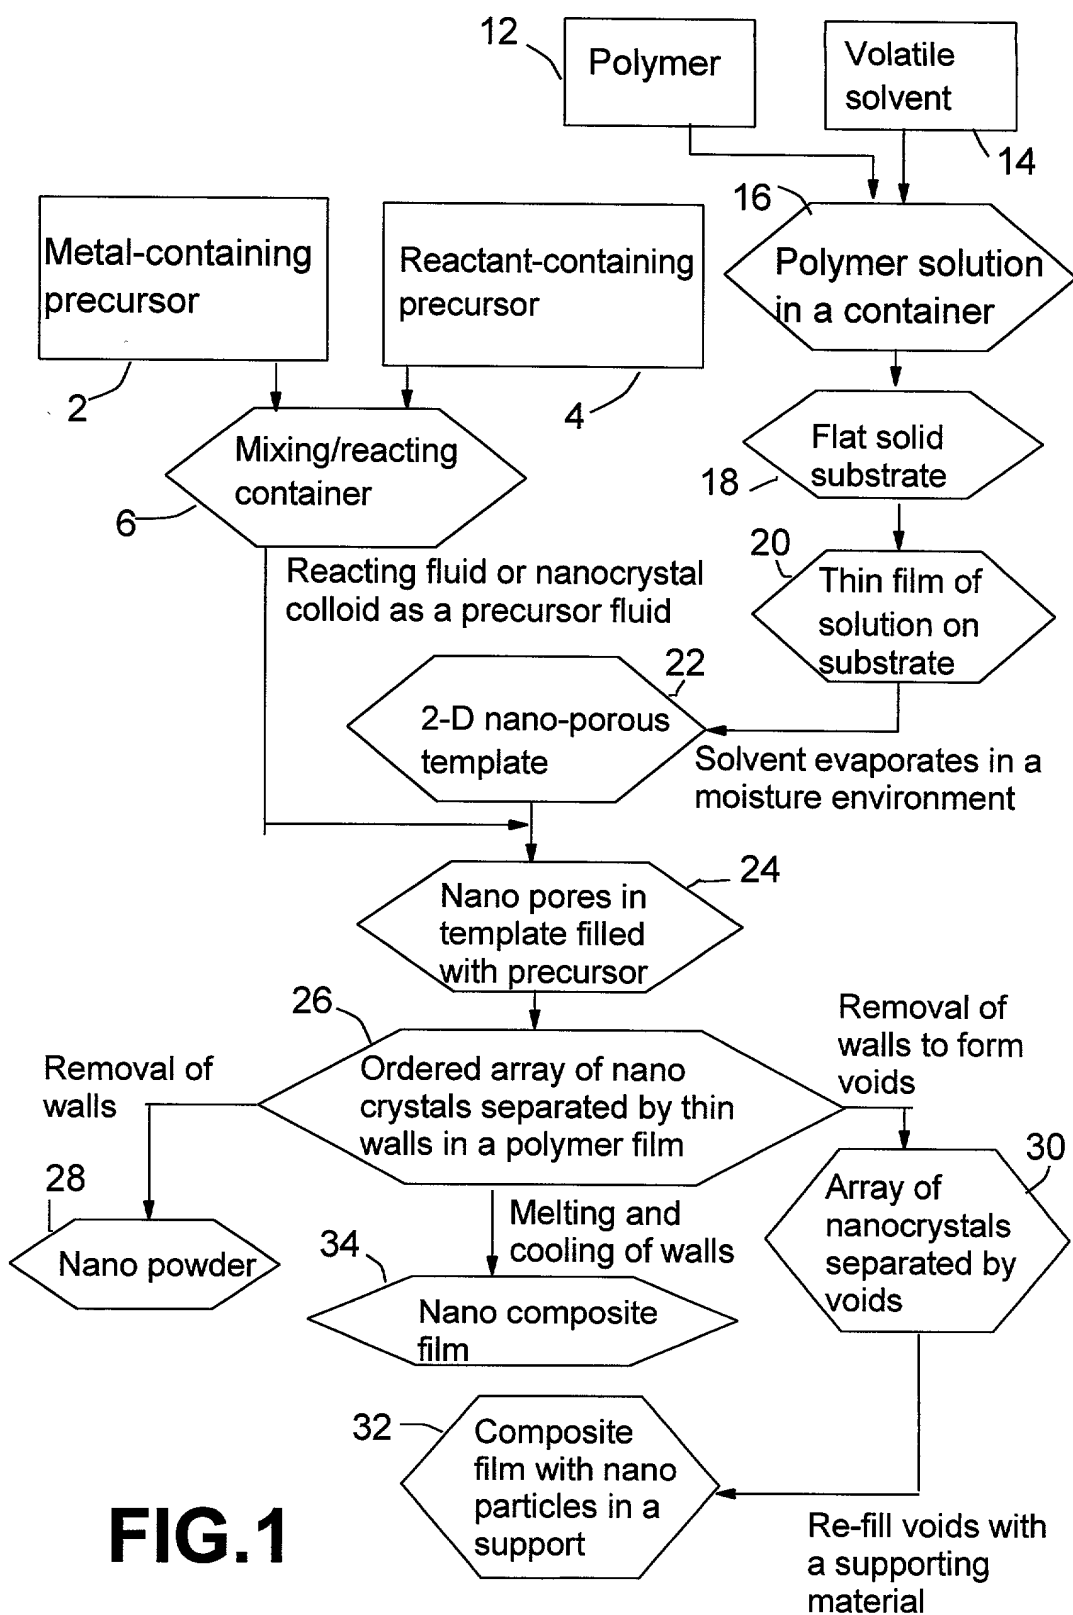 12
Polymer
Volatile
solvent
14
16
Polymer solution
in a container
Metal-containing
precursor
2
Reactant-containing
precursor
4
Mixing/reacting
container
6
Flat solid
substrate
18
20
Thin film of
solution on
substrate
Reacting fluid or nanocrystal
colloid as a precursor fluid
22
2-D nano-porous
template
Solvent evaporates in a
moisture environment
24
Nano pores in
template filled
with precursor
26
Ordered array of nano
crystals separated by thin
walls in a polymer film
Removal of
walls
Removal of
walls to form
voids
28
Nano powder
Melting and
cooling of walls
34
Nano composite
film
30
Array of
nanocrystals
separated by
voids
32
Composite
film with nano
particles in a
support
Re-fill voids with
a supporting
material
FIG.1